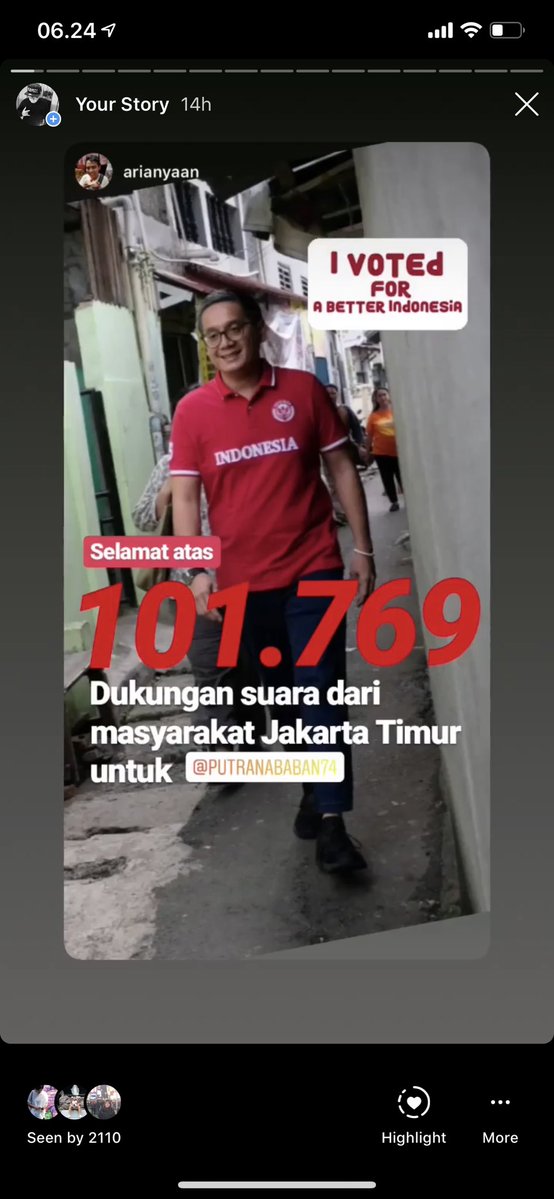 06.24
Your Story 14h
arianyaan
I VOTEd
FOR
A BETTER IndONESiA
INDONESIA
Selamat atas
101.769
Dukungan suara dari
masyarakat Jakarta Timur
untuk @PUTRANABABAN74
Seen by 2110
Highlight
More